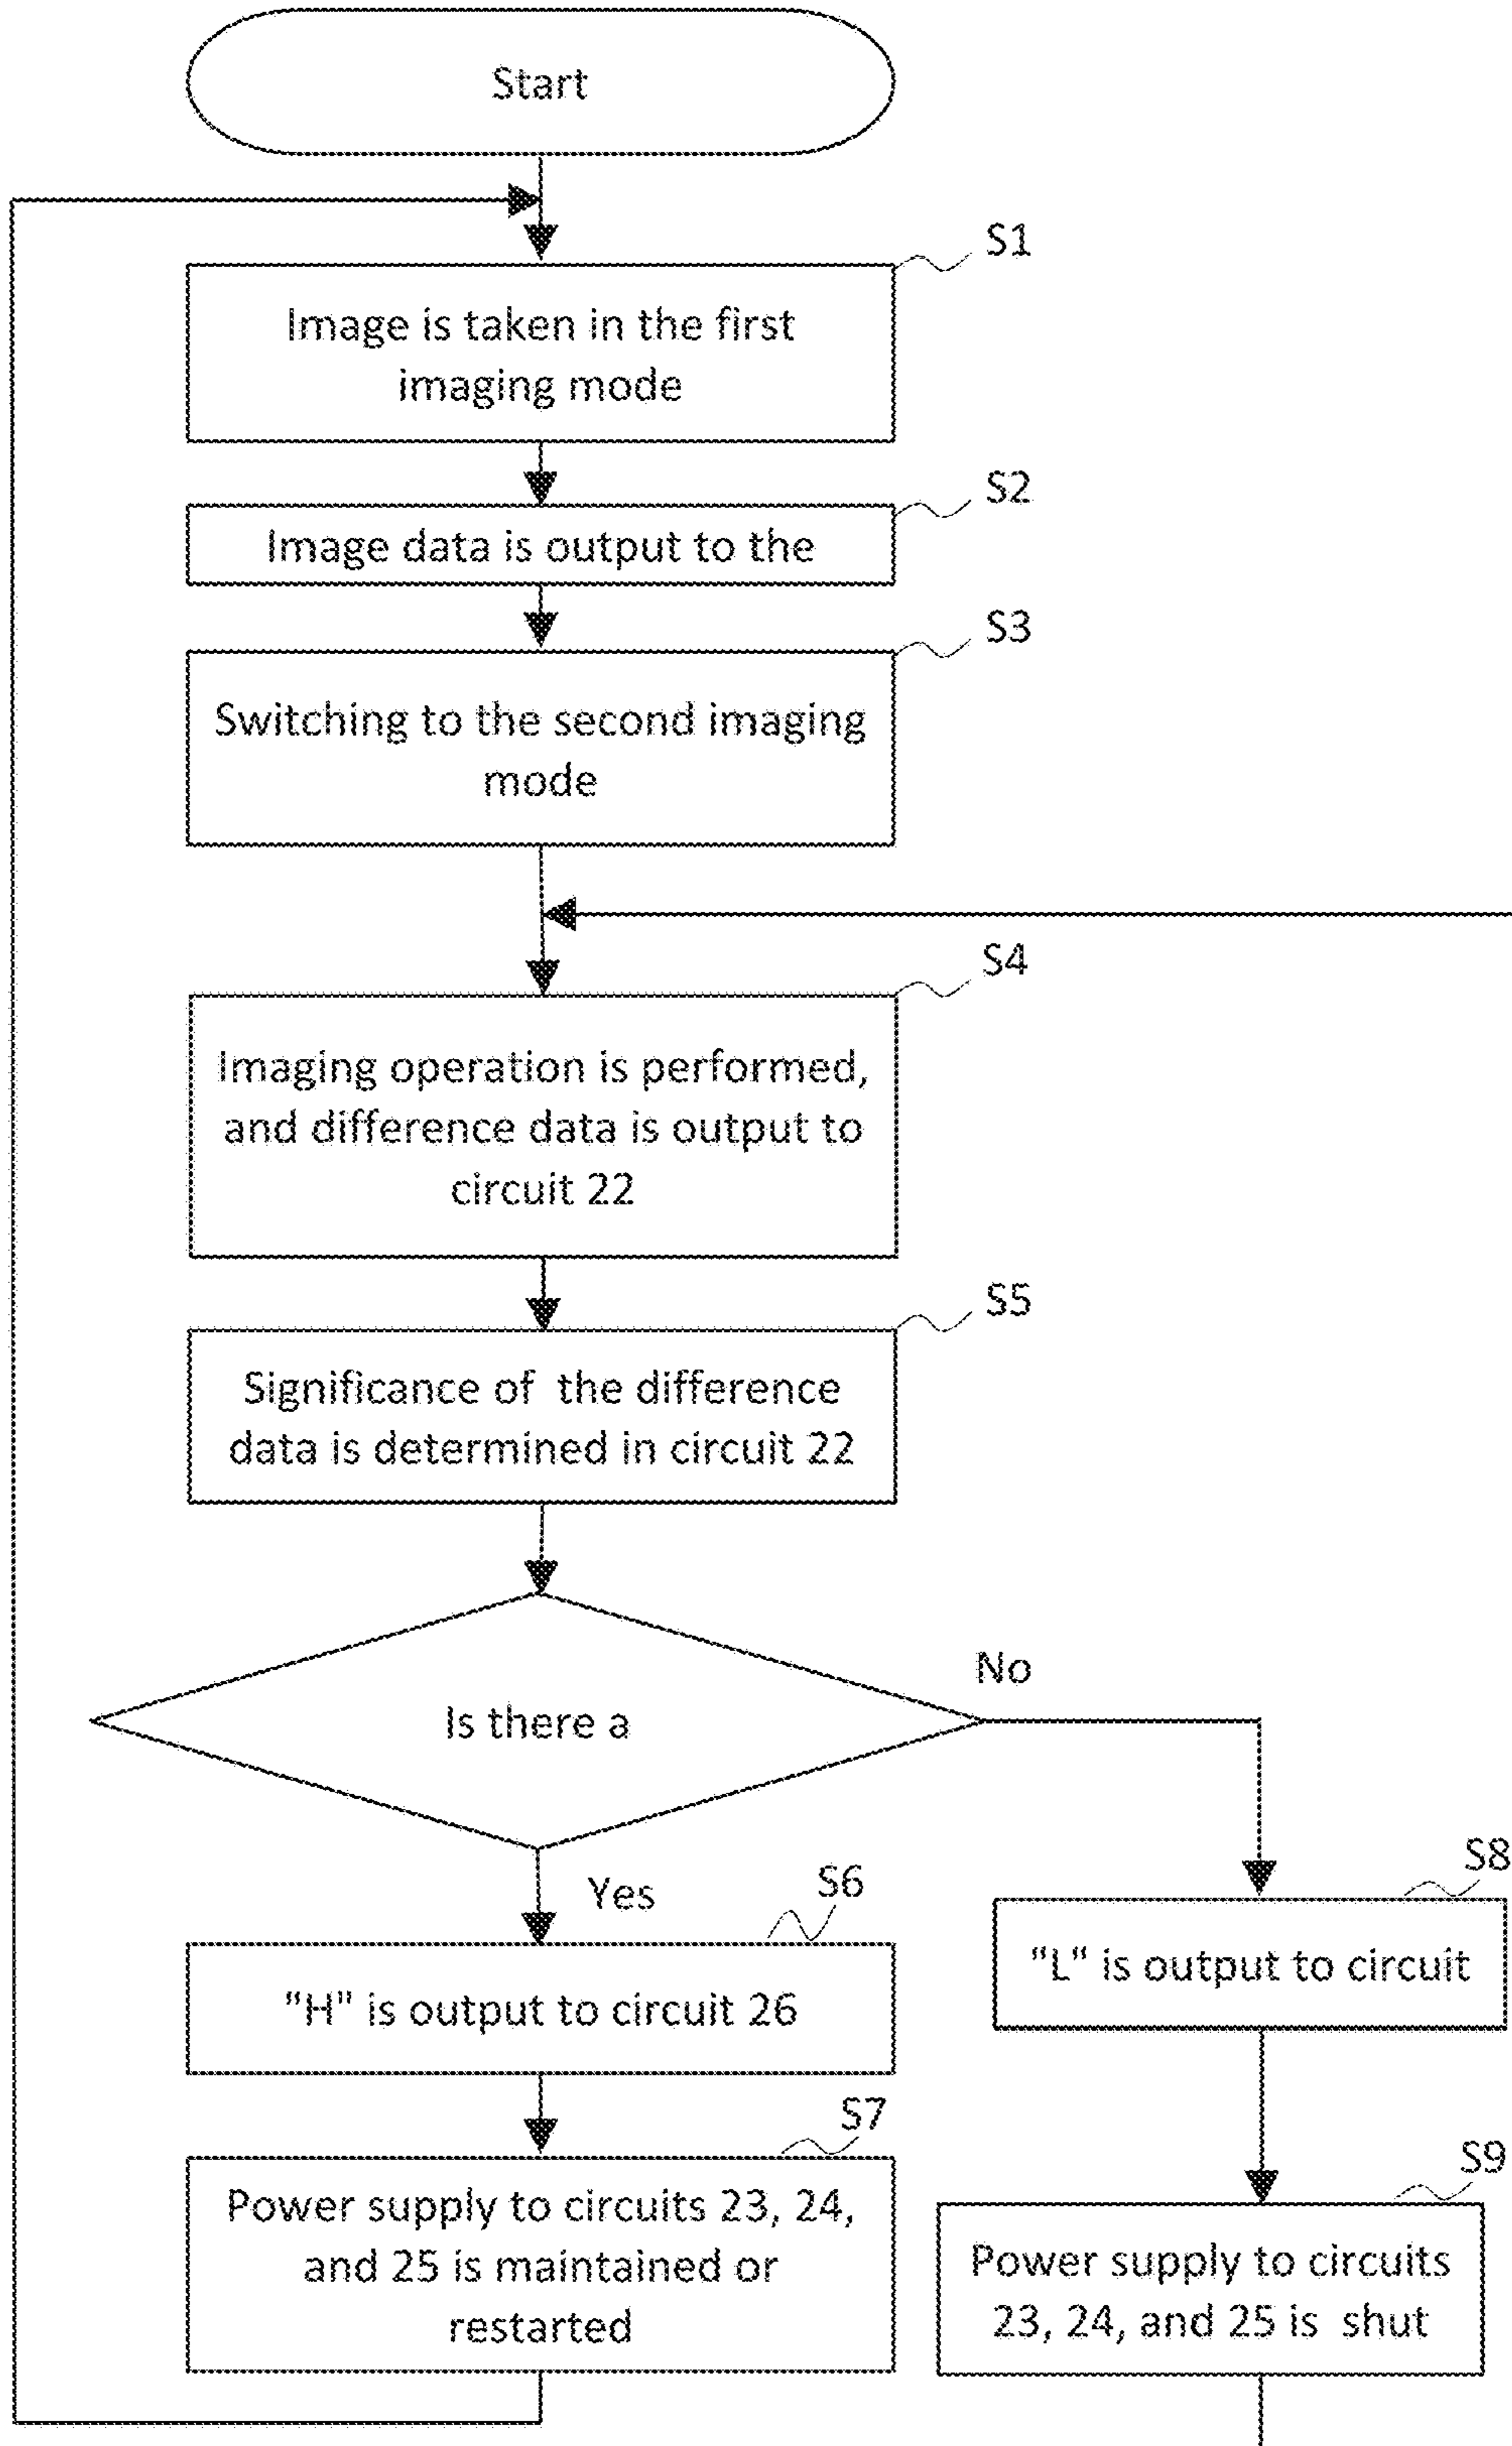 Start
S1
Image is taken in the first
imaging mode
S2
Image data is output to the
S3
Switching to the second imaging
mode
S4
Imaging operation is performed,
and difference data is output to
circuit 22
S5
Significance of the difference
data is determined in circuit 22
Is there a
No
Yes
S6
"H" is output to circuit 26
S7
Power supply to circuits 23, 24,
and 25 is maintained or
restarted
S8
"L" is output to circuit
S9
Power supply to circuits
23, 24, and 25 is shut